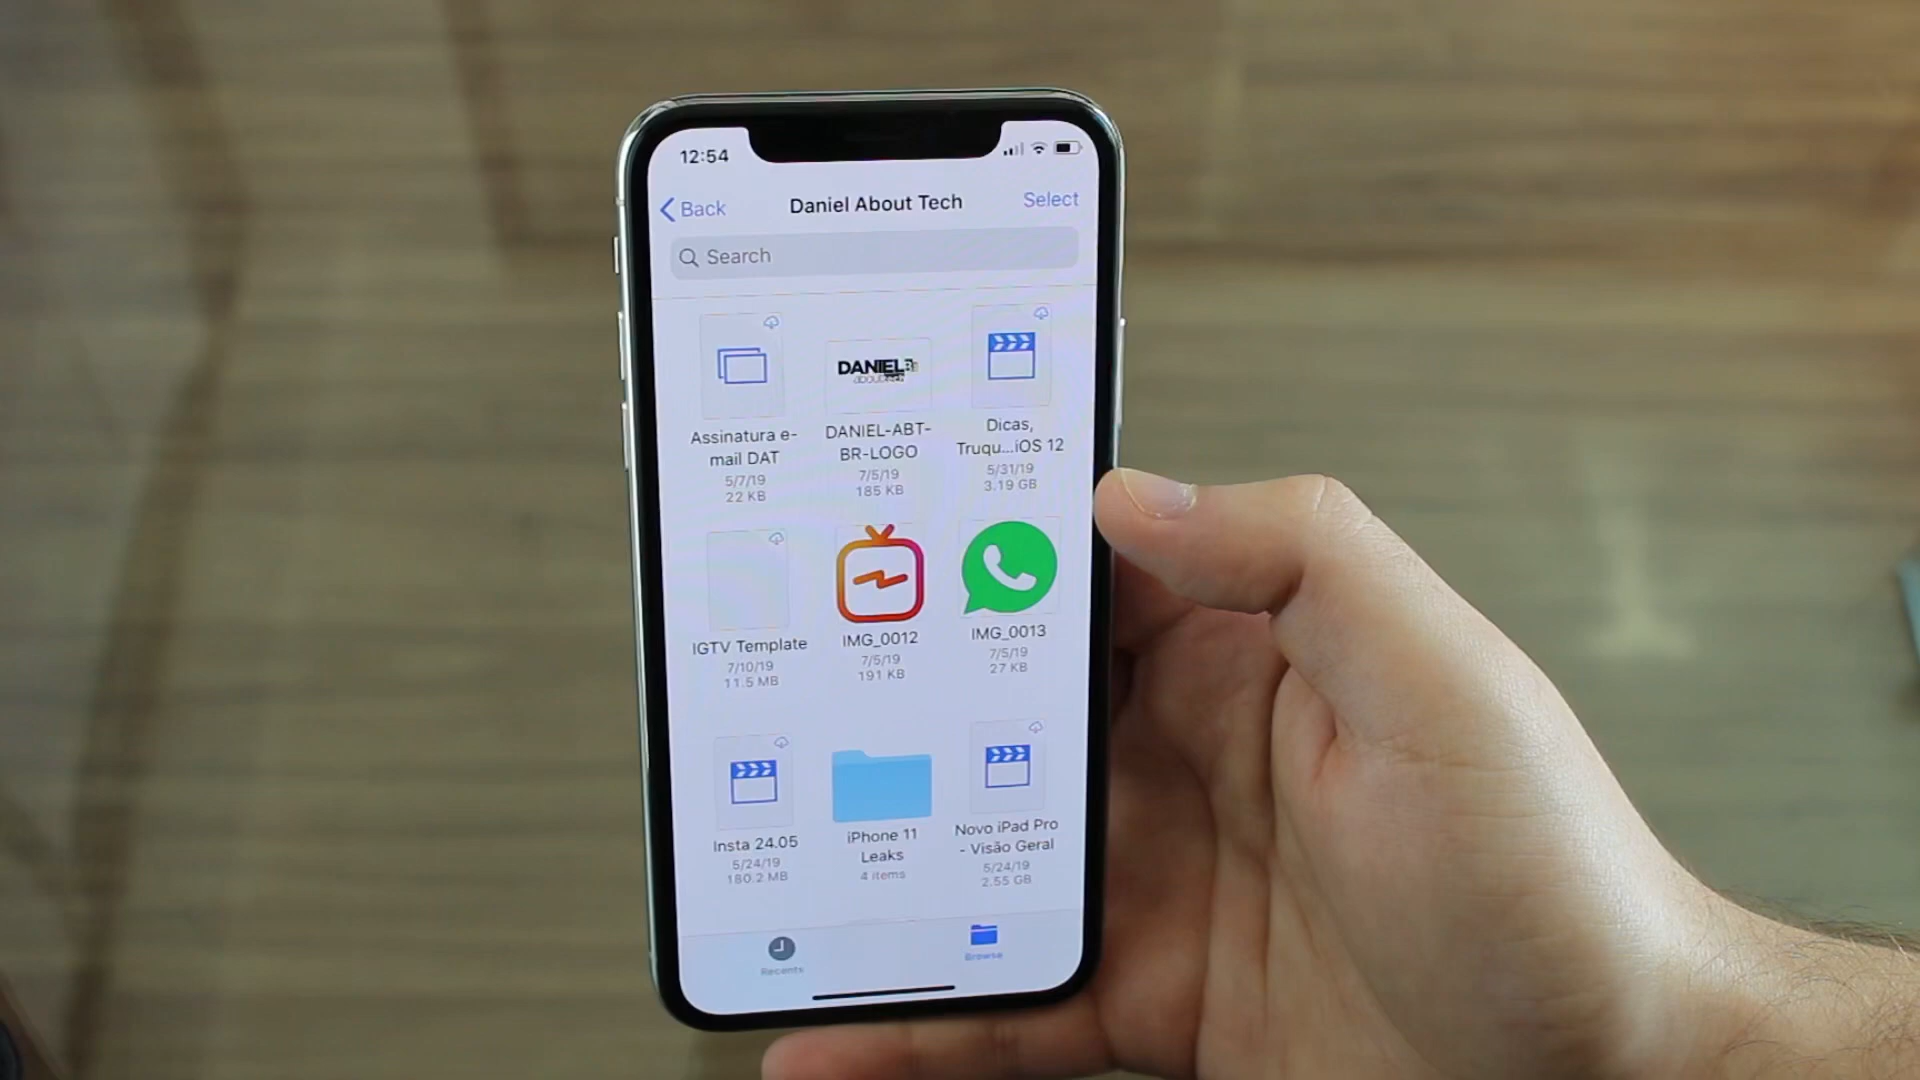 12:54
Back
Daniel About Tech
Select
Search
DANIEL
Assinatura e-
mail DAT
5/7/19
22 KB
DANIEL-ABT-
BR-LOGO
7/5/19
185 KB
Dicas,
Truqu...iOS 12
5/31/19
3.19 GB
IGTV Template
7/10/19
11.5 MB
IMG_0012
7/5/19
191 KB
IMG_0013
7/5/19
27 KB
Insta 24.05
5/24/19
180.2 MB
iPhone 11
Leaks
4 items
Novo iPad Pro
- Visão Geral
5/24/19
2.55 GB
Recents
Browse